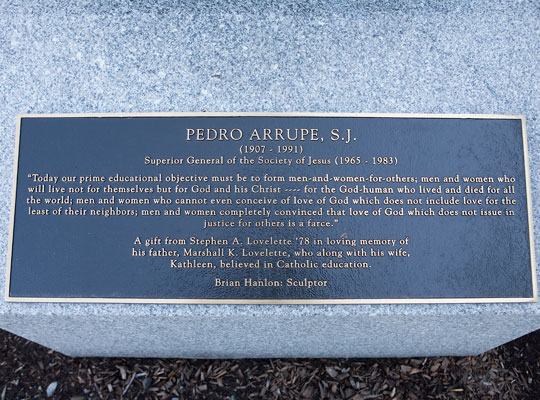 PEDRO ARRUPE, S.J.
(1907 - 1991)
Superior General of the Society of Jesus (1965 - 1983)
"Today our prime educational objective must be to form men-and-women-for-others; men and women who
will live not for themselves but for God and his Christ ---- for the God-human who lived and died for all
the world; men and women who cannot even conceive of love of God which does not include love for the
least of their neighbors; men and women completely convinced that love of God which does not issue in
justice for others is a farce."
A gift from Stephen A. Lovelette '78 in loving memory of
his father, Marshall K. Lovelette, who along with his wife,
Kathleen, believed in Catholic education.
Brian Hanlon: Sculptor